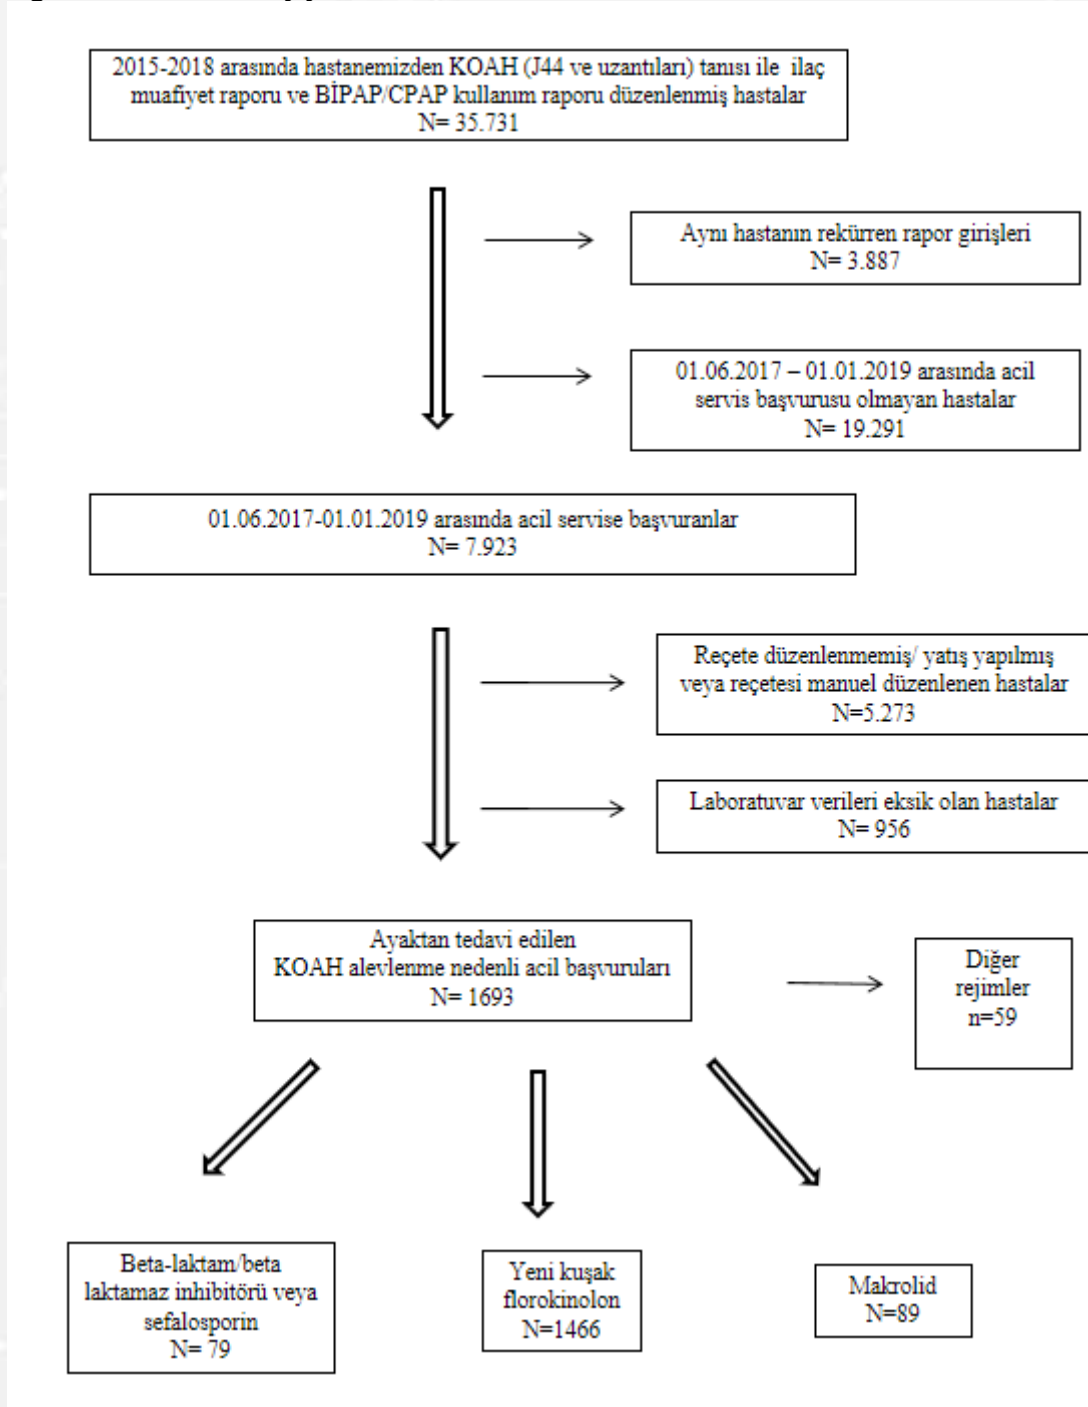 2015-2018 arasında hastanemizden KOAH (J44 ve uzantıları) tanısı ile ilaç
muafiyet raporu ve BİPAP/CPAP kullanım raporu düzenlenmiş hastalar
N= 35.731
Aynı hastanın rekürren rapor girişleri
N= 3.887
01.06.2017 – 01.01.2019 arasında acil
servis başvurusu olmayan hastalar
N= 19.291
01.06.2017-01.01.2019 arasında acil servise başvuranlar
N= 7.923
Reçete düzenlenmemiş/ yatış yapılmış
veya reçetesi manuel düzenlenen hastalar
N=5.273
Laboratuvar verileri eksik olan hastalar
N= 956
Ayaktan tedavi edilen
KOAH alevlenme nedenli acil başvuruları
N= 1693
Diğer
rejimler
n=59
Beta-laktam/beta
laktamaz inhibitörü veya
sefalosporin
N= 79
Yeni kuşak
florokinolon
N=1466
Makrolid
N=89